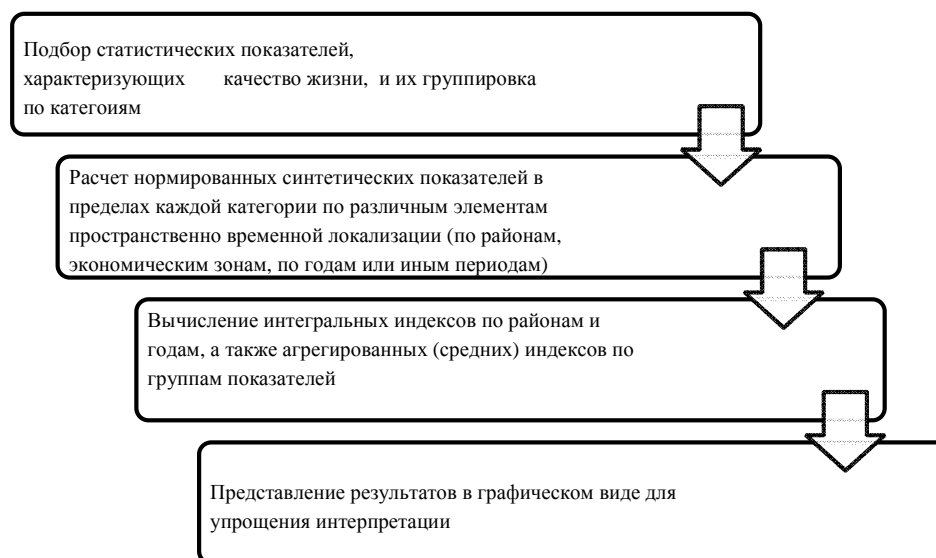 Подбор статистических показателей,
характеризующих качество жизни, и их группировка
по категоиям
Расчет нормированных синтетических показателей в
пределах каждой категории по различным элементам
пространственно временной локализации (по районам,
экономическим зонам, по годам или иным периодам)
Вычисление интегральных индексов по районам и
годам, а также агрегированных (средних) индексов по
группам показателей
Представление результатов в графическом виде для
упрощения интерпретации